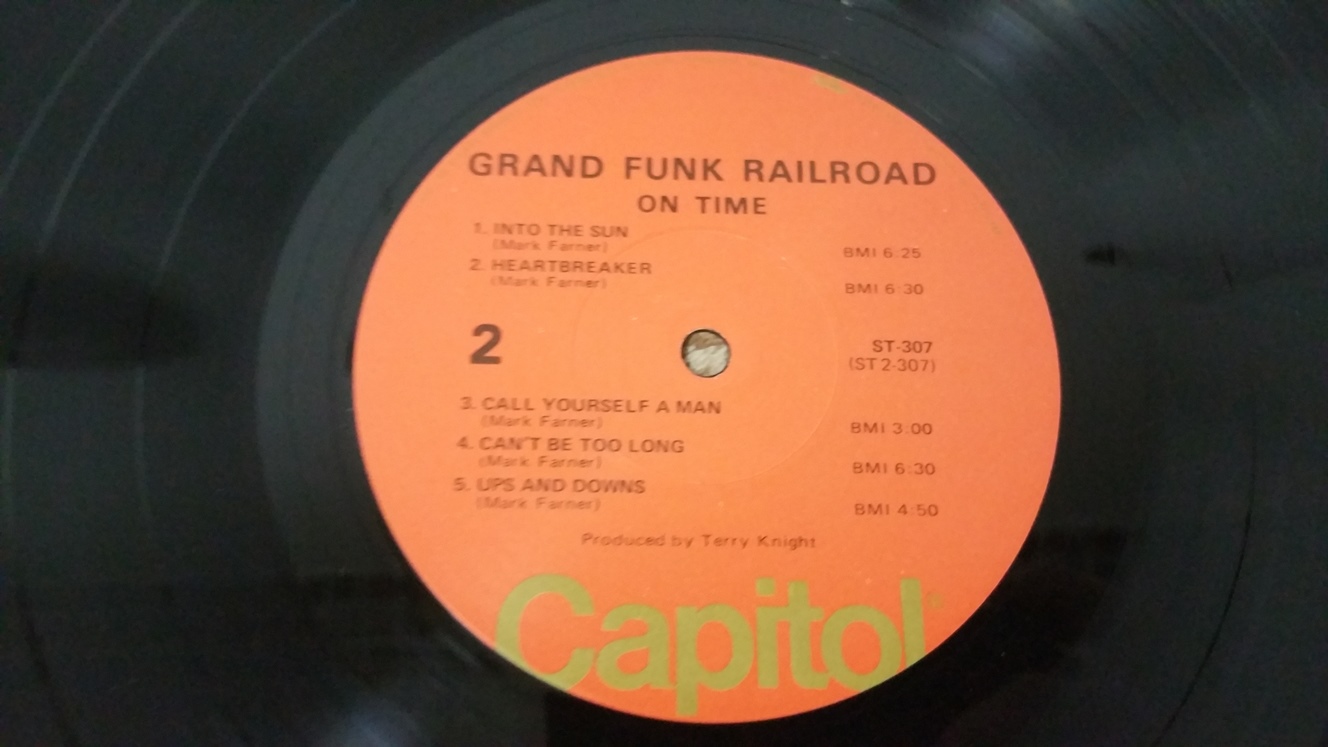 GRAND FUNK RAILROAD
ON TIME
1. INTO THE SUN
(Mark Farner)
BMI 6:25
2. HEARTBREAKER
(Mark Farner)
BMI 6:30
2
ST-307
(ST 2-307)
3. CALL YOURSELF A MAN
(Mark Farner)
BMI 3:00
4. CAN'T BE TOO LONG
(Mark Farner)
BMI 6:30
5. UPS AND DOWNS
(Mark Farner)
BMI 4:50
Produced by Terry Knight
Capitol®